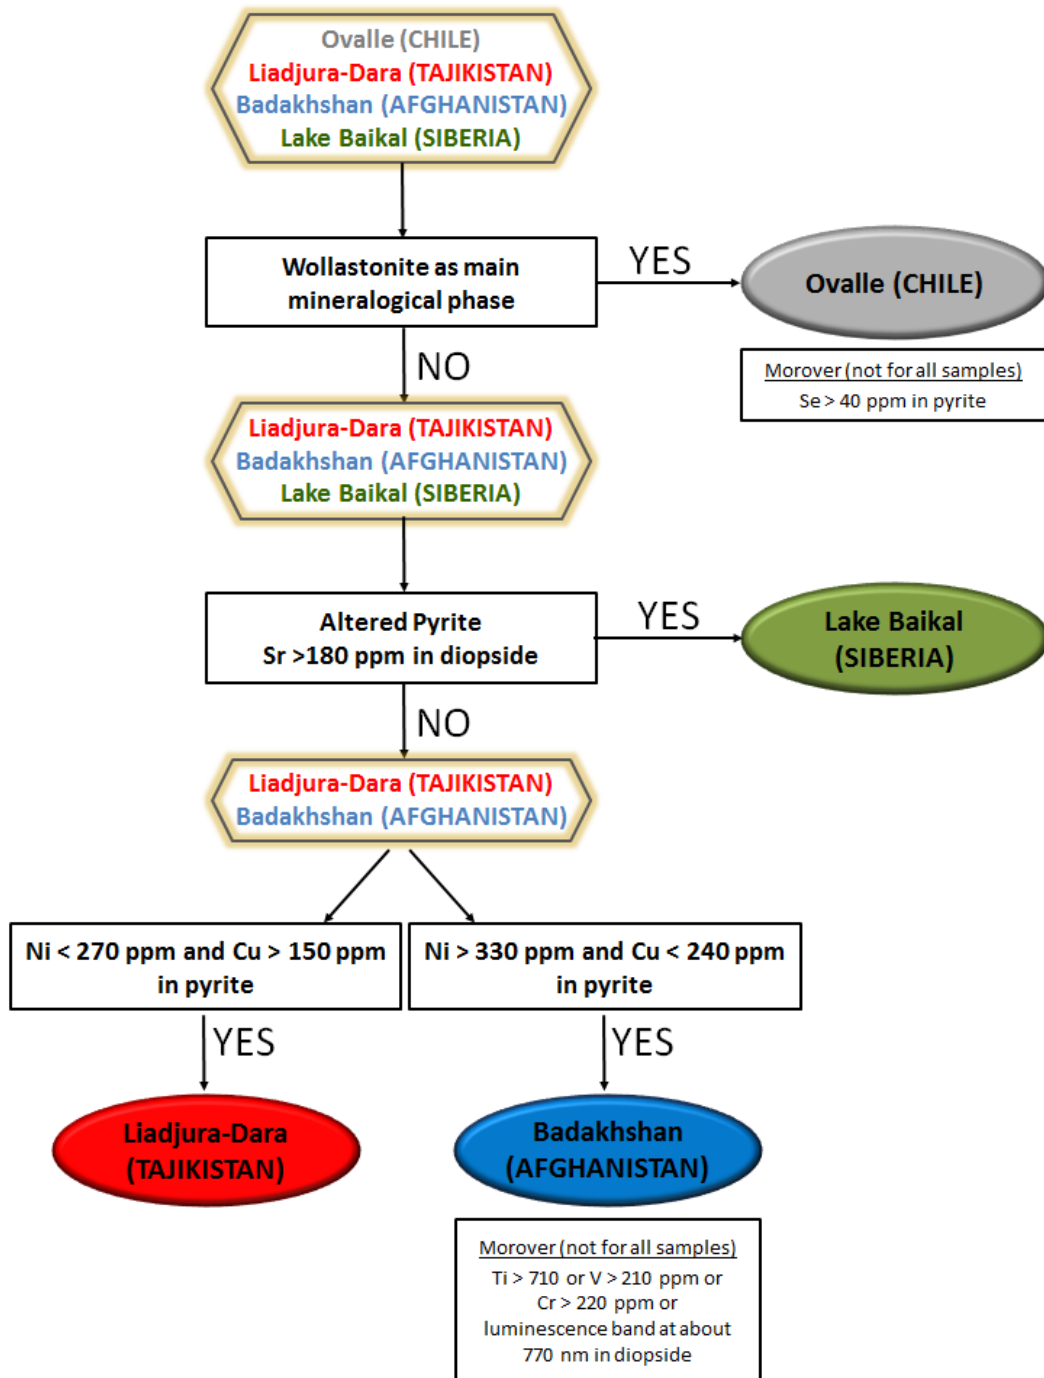 Ovalle (CHILE)
Liadjura-Dara (TAJIKISTAN)
Badakhshan (AFGHANISTAN)
Lake Baikal (SIBERIA)
Wollastonite as main
mineralogical phase
YES
Ovalle (CHILE)
Morover (not for all samples)
Se > 40 ppm in pyrite
NO
Liadjura-Dara (TAJIKISTAN)
Badakhshan (AFGHANISTAN)
Lake Baikal (SIBERIA)
Altered Pyrite
Sr >180 ppm in diopside
YES
Lake Baikal
(SIBERIA)
NO
Liadjura-Dara (TAJIKISTAN)
Badakhshan (AFGHANISTAN)
Ni < 270 ppm and Cu > 150 ppm
in pyrite
Ni > 330 ppm and Cu < 240 ppm
in pyrite
YES
YES
Liadjura-Dara
(TAJIKISTAN)
Badakhshan
(AFGHANISTAN)
Morover (not for all samples)
Ti > 710 or V > 210 ppm or
Cr > 220 ppm or
luminescence band at about
770 nm in diopside